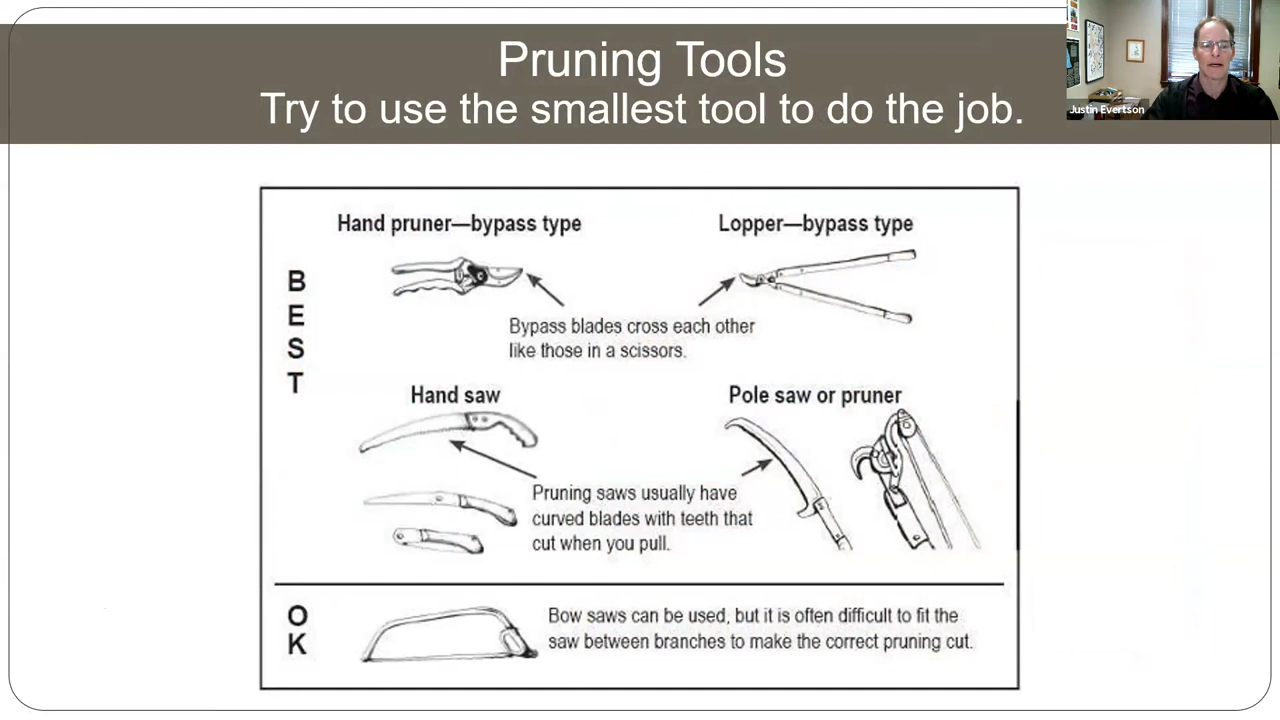 Pruning Tools
Try to use the smallest tool to do the job.
Justin Evertson
Hand pruner—bypass type
Lopper—bypass type
B
E
S
T
Bypass blades cross each other
like those in a scissors.
Hand saw
Pole saw or pruner
Pruning saws usually have
curved blades with teeth that
cut when you pull.
O
K
Bow saws can be used, but it is often difficult to fit the
saw between branches to make the correct pruning cut.